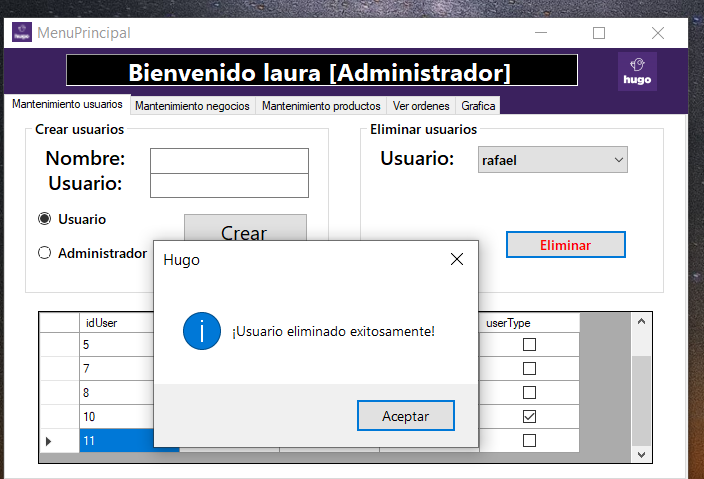 MenuPrincipal
Bienvenido laura [Administrador]
hugo
Mantenimiento usuarios Mantenimiento negocios Mantenimiento productos Ver ordenes Grafica
Crear usuarios
Nombre:
Usuario:
Usuario
Administrador
Crear
Eliminar usuarios
Usuario: rafael
Eliminar
Hugo
¡Usuario eliminado exitosamente!
Aceptar
idUser userType
5
7
8
10
11